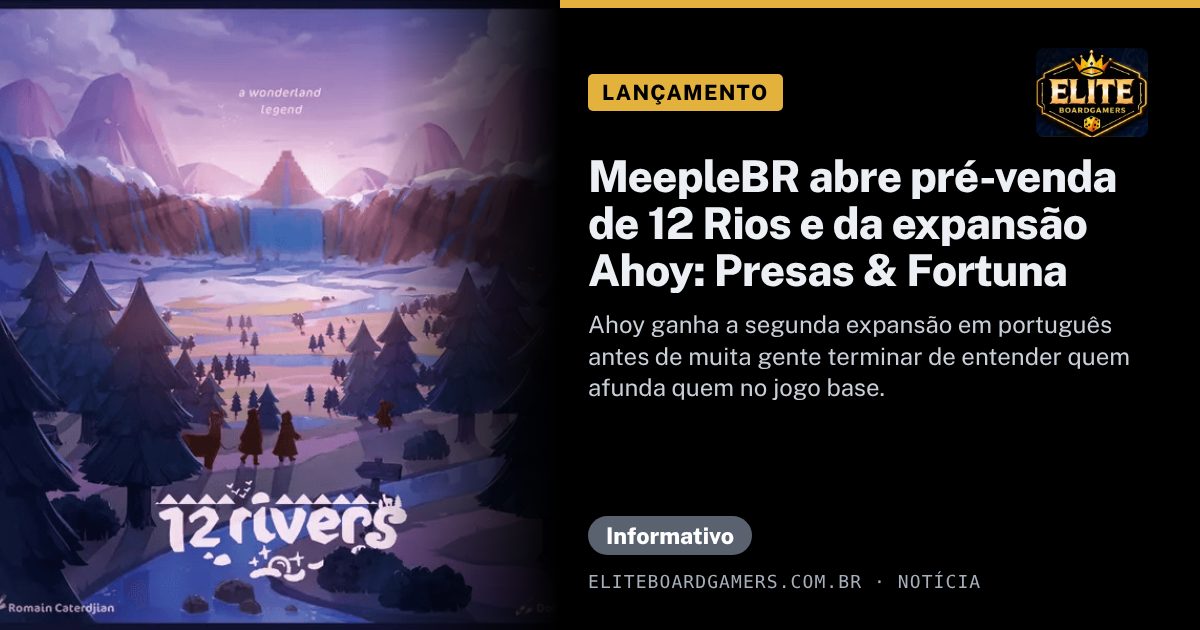 a wonderland
legend
12 rivers
Romain Caterdjian
LANÇAMENTO
ELITE
BOARDGAMERS
MeepleBR abre pré-venda
de 12 Rios e da expansão
Ahoy: Presas & Fortuna
Ahoy ganha a segunda expansão em português
antes de muita gente terminar de entender quem
afunda quem no jogo base.
Informativo
ELITEBOARDGAMERS.COM.BR · NOTÍCIA